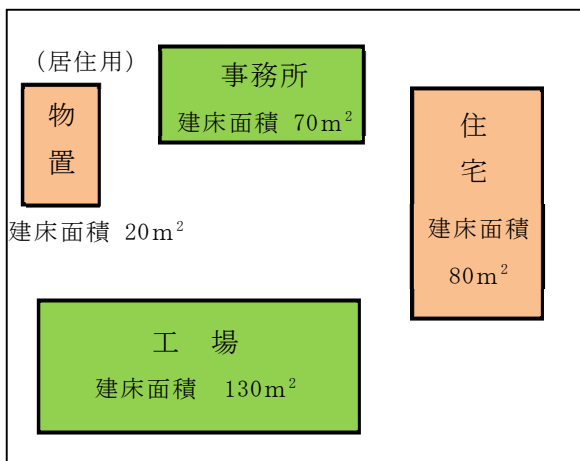 （居住用）
物
置
建床面積 20m²
事務所
建床面積 70m²
住
宅
建床面積
80m²
工 場
建床面積 130m²